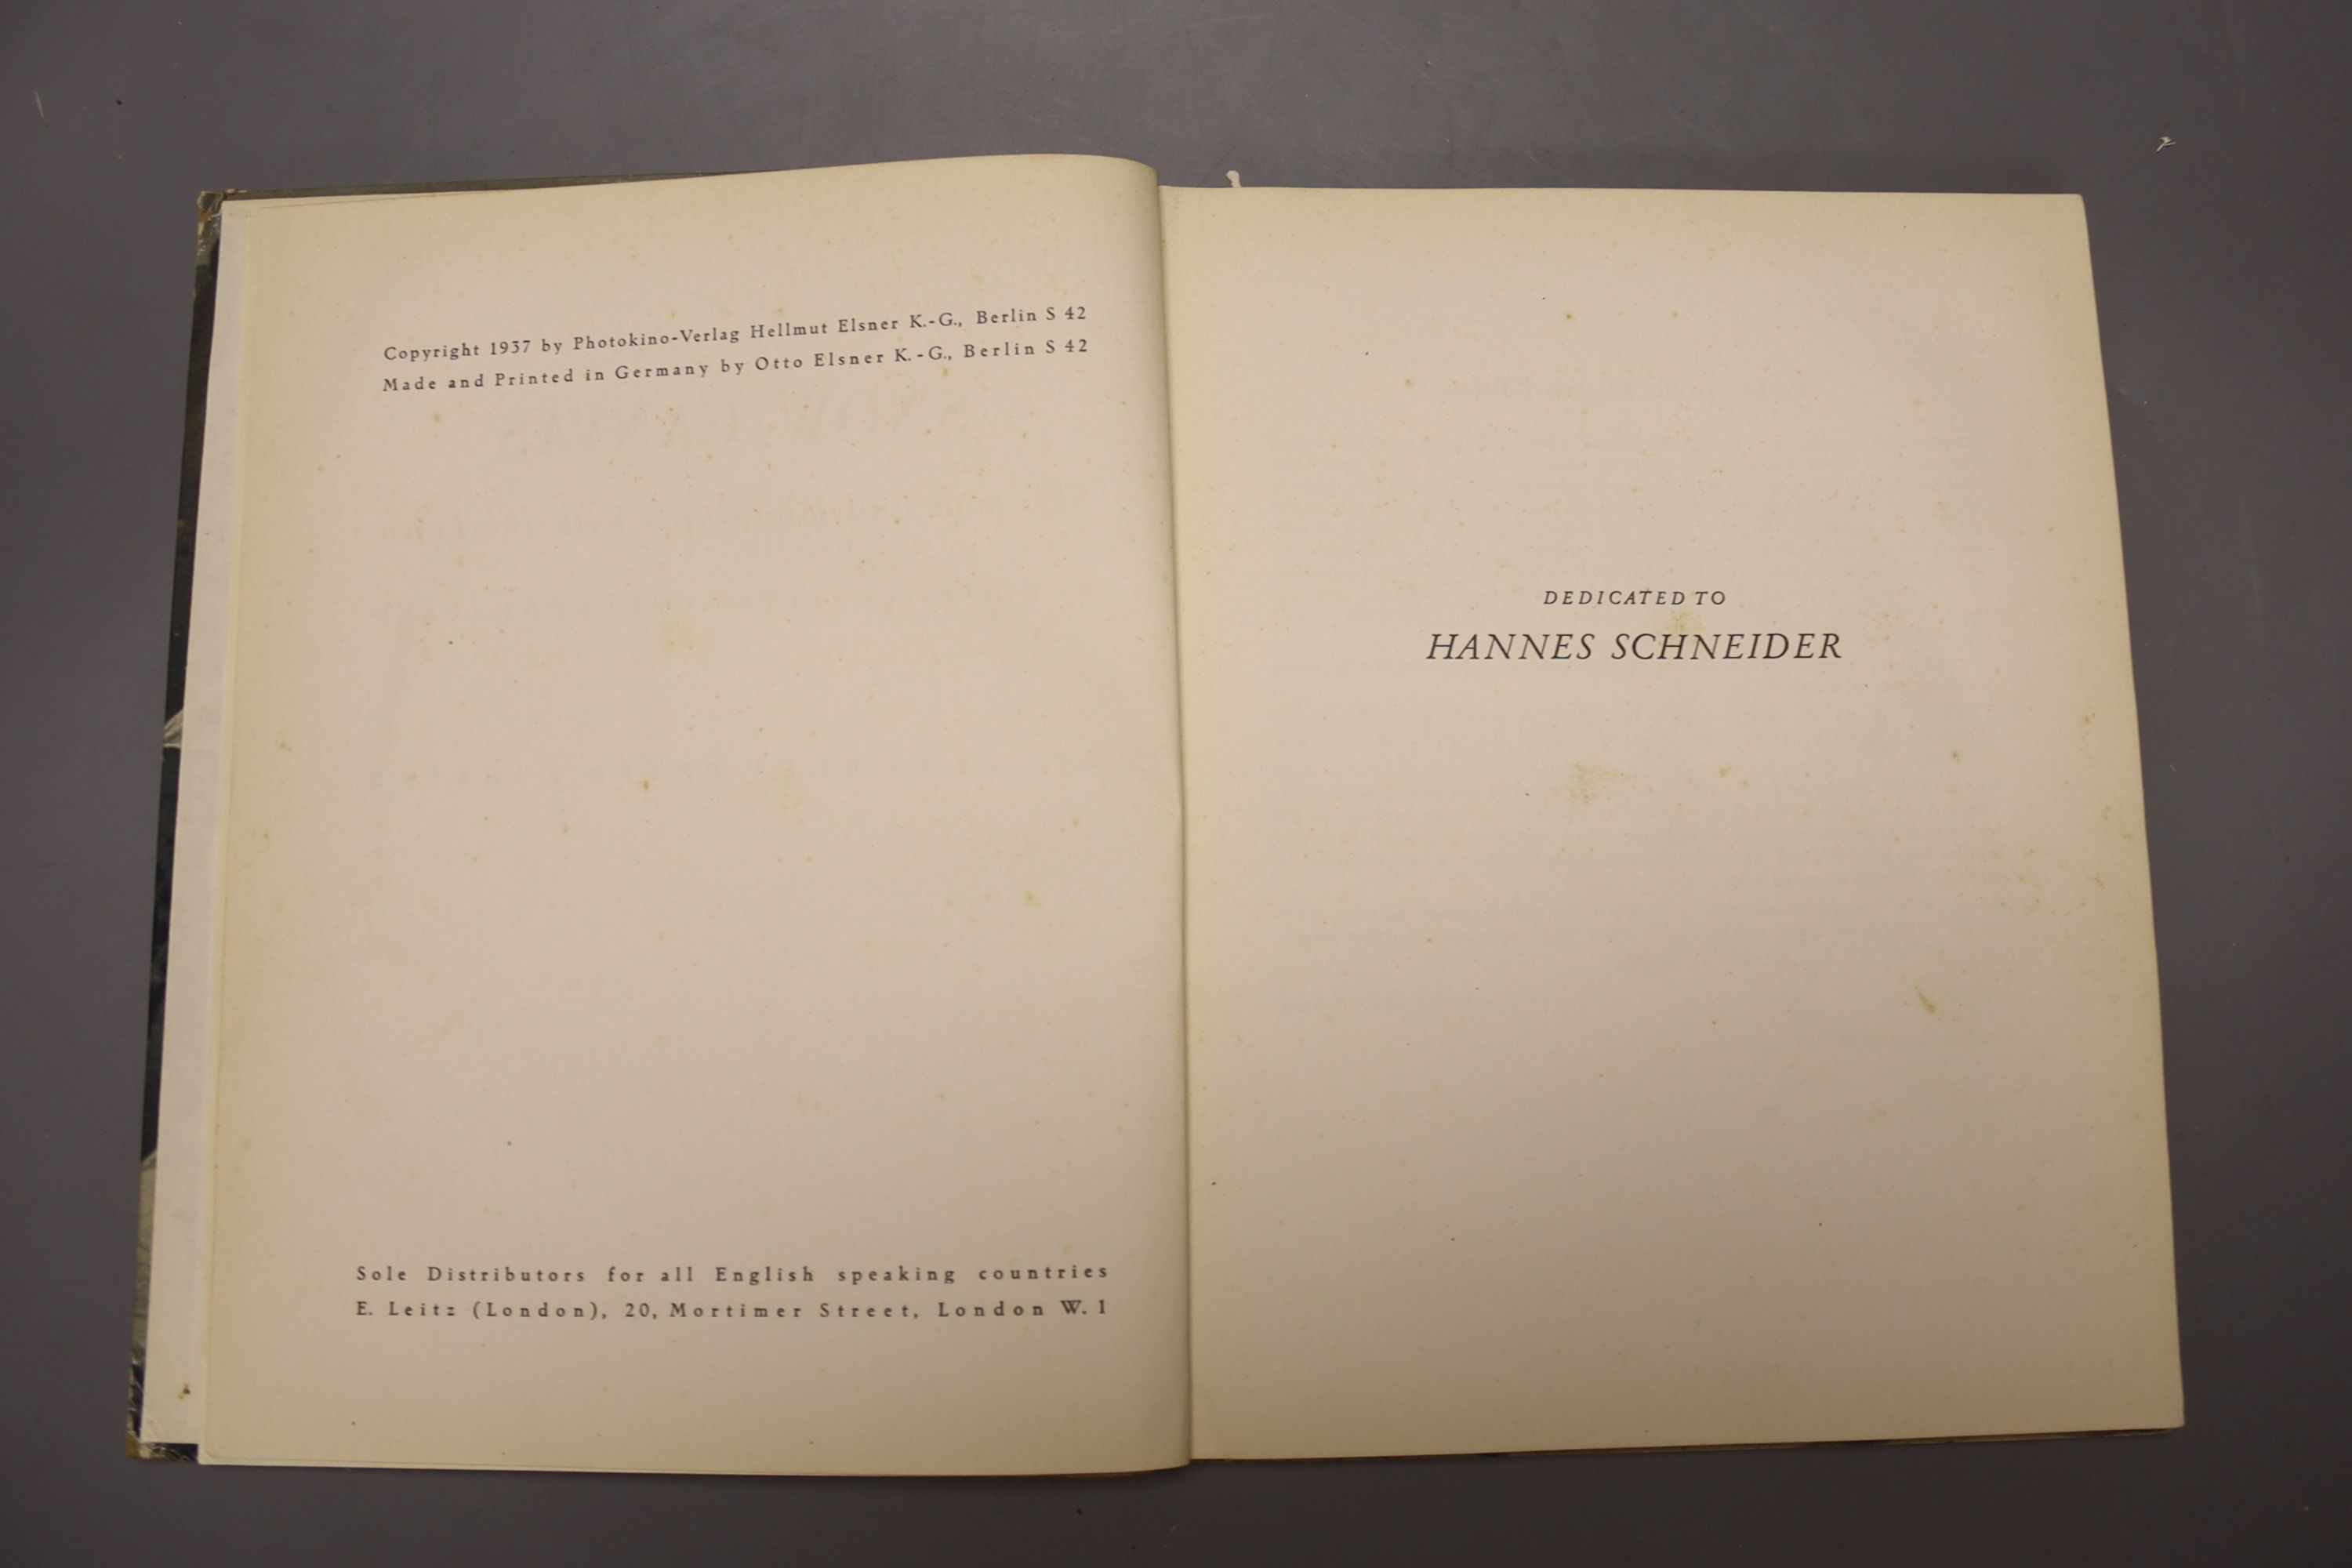 Copyright 1937 by Photokino-Verlag Hellmut Elsner K.-G., Berlin S 42
Made and Printed in Germany by Otto Elsner K.-G., Berlin S 42
Sole Distributors for all English speaking countries
E. Leitz (London), 20, Mortimer Street, London W. 1
DEDICATED TO
HANNES SCHNEIDER